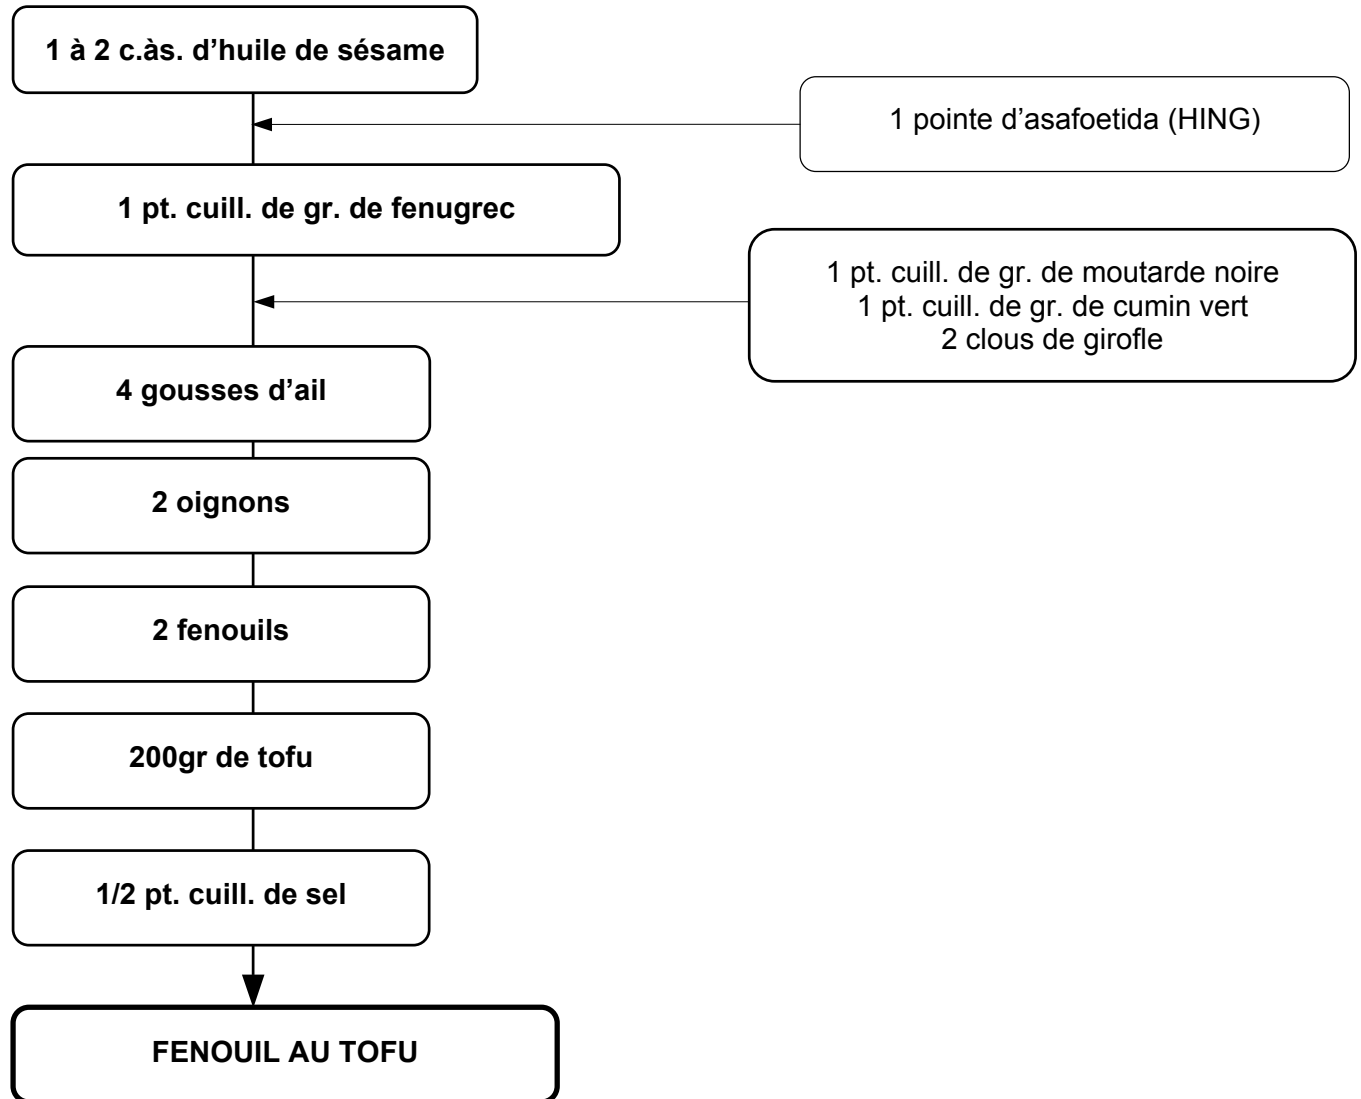 1 à 2 c.às. d’huile de sésame
1 pointe d’asafoetida (HING)
1 pt. cuill. de gr. de fenugrec
1 pt. cuill. de gr. de moutarde noire
1 pt. cuill. de gr. de cumin vert
2 clous de girofle
4 gousses d’ail
2 oignons
2 fenouils
200gr de tofu
1/2 pt. cuill. de sel
FENOUIL AU TOFU